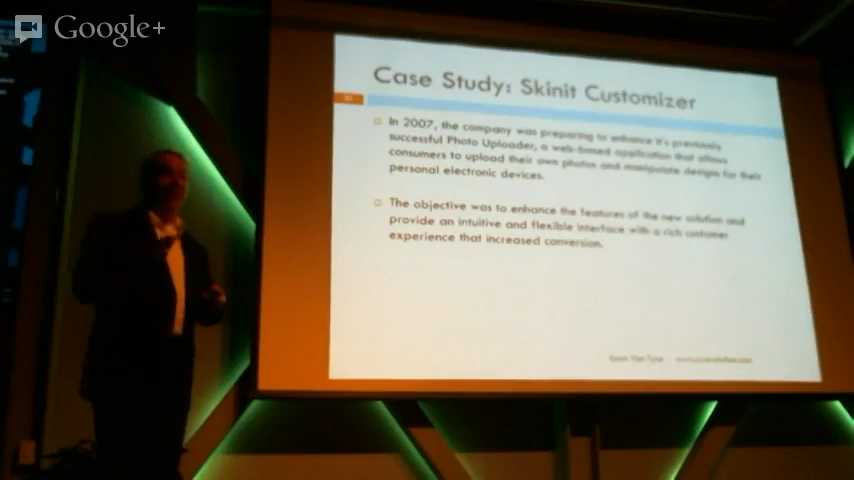 Google+
Case Study: Skinit Customizer
In 2007, the company was preparing to enhance it's previously
successful Photo Uploader, a web-based application that allows
consumers to upload their own photos and manipulate designs for their
personal electronic devices.
The objective was to enhance the features of the new solution and
provide an intuitive and flexible interface with a rich customer
experience that increased conversion.